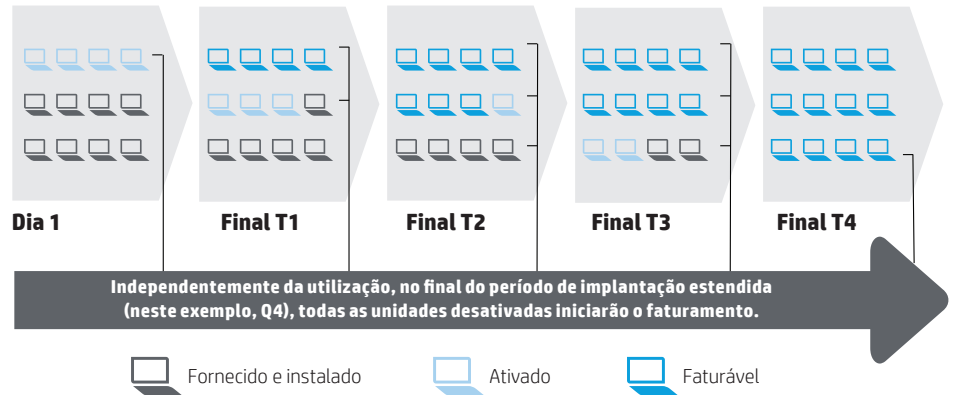 Dia 1
Final T1
Final T2
Final T3
Final T4
Independentemente da utilização, no final do período de implantação estendida
(neste exemplo, Q4), todas as unidades desativadas iniciarão o faturamento.
Fornecido e instalado
Ativado
Faturável